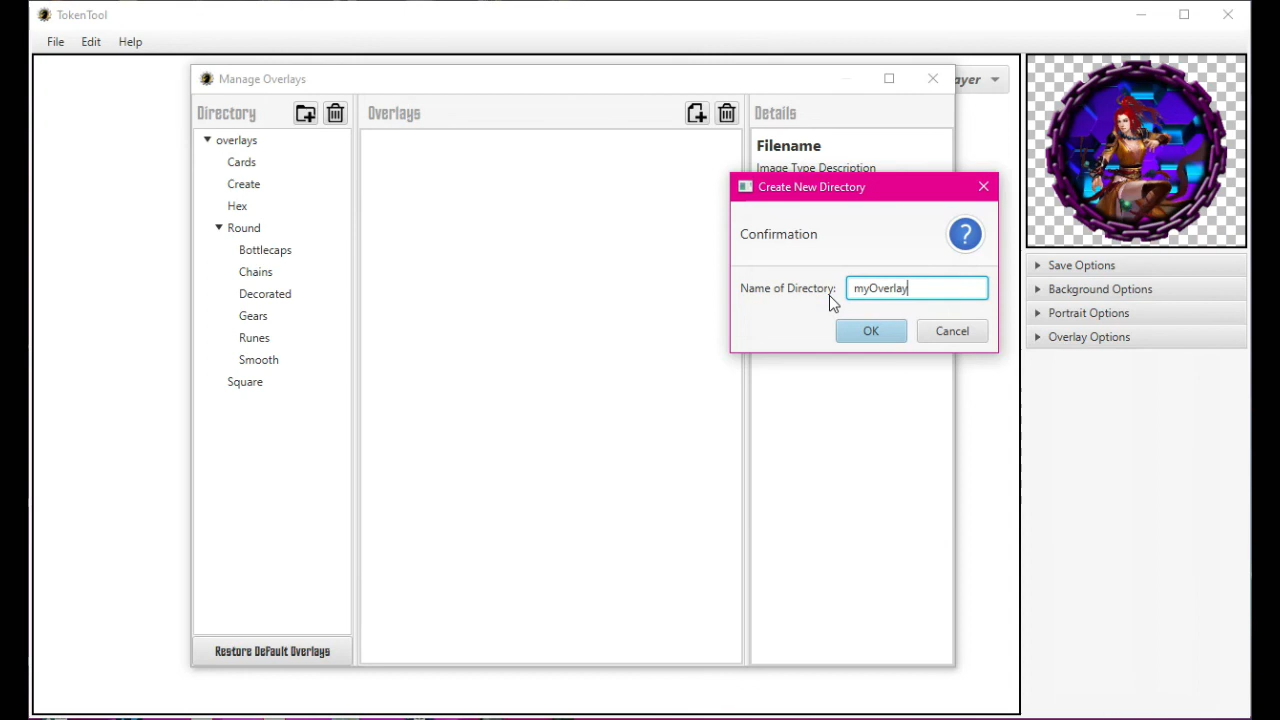 TokenTool
File Edit Help
Manage Overlays
ayer
Directory
Overlays
Details
overlays
Cards
Create
Hex
Round
Bottlecaps
Chains
Decorated
Gears
Runes
Smooth
Square
Restore Default Overlays
Filename
Image Type Description
Create New Directory
Confirmation
?
Name of Directory: myOverlay
OK Cancel
Save Options
Background Options
Portrait Options
Overlay Options